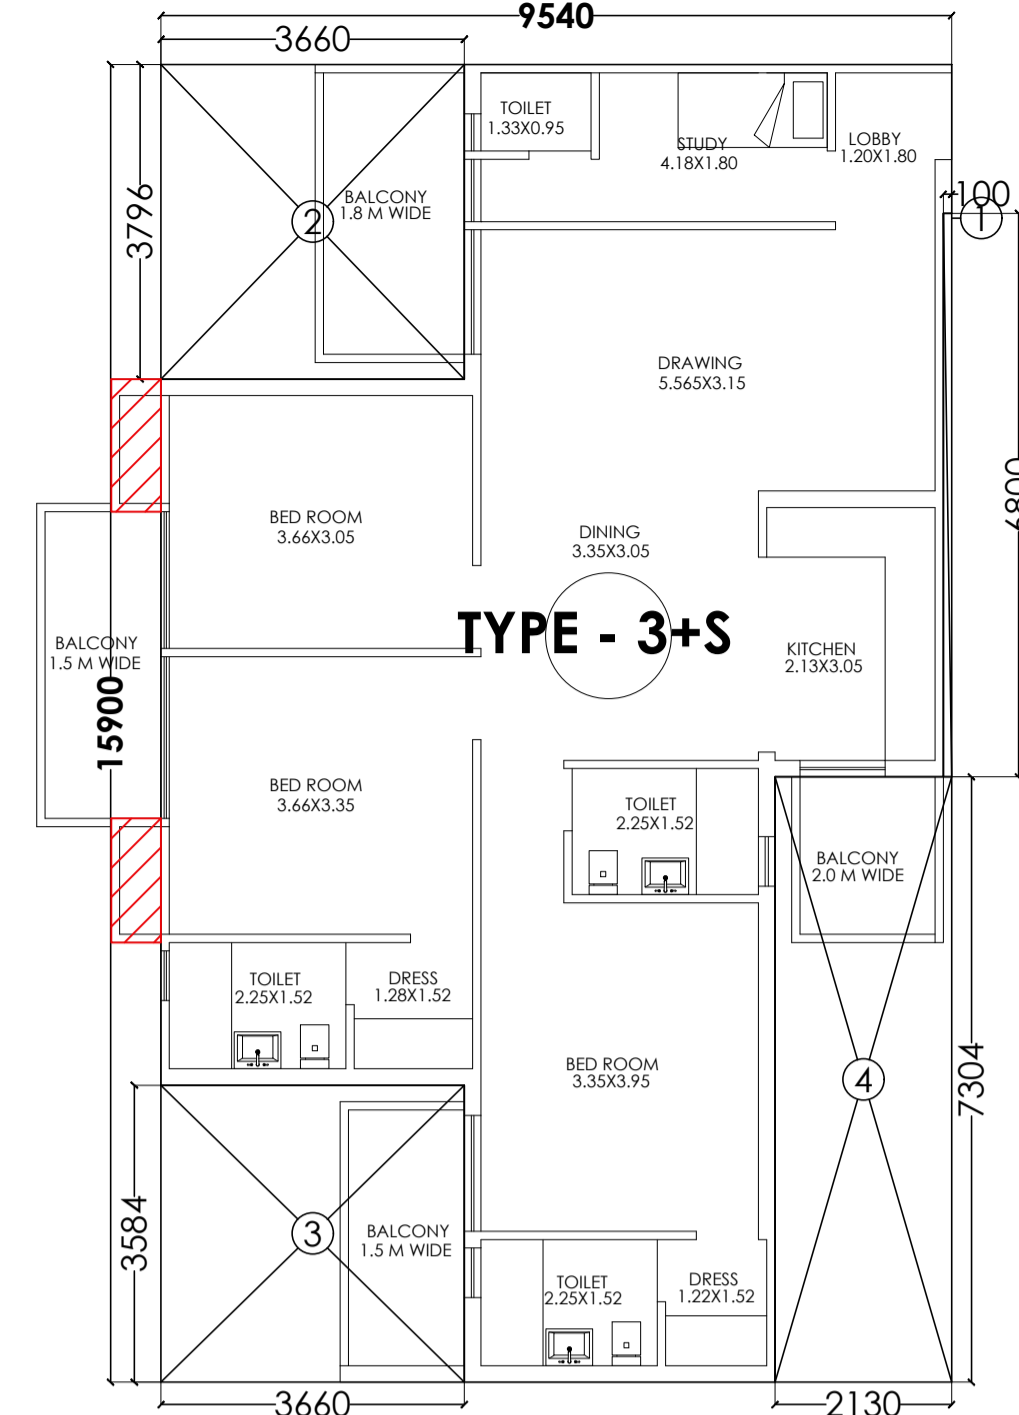 9540
3660
TOILET
1.33X0.95
STUDY
4.18X1.80
LOBBY
1.20X1.80
BALCONY
1.8 M WIDE
2
3796
100
1
DRAWING
5.565X3.15
6800
BED ROOM
3.66X3.05
DINING
3.35X3.05
TYPE - 3+S
BALCONY
1.5 M WIDE
KITCHEN
2.13X3.05
15900
BED ROOM
3.66X3.35
TOILET
2.25X1.52
BALCONY
2.0 M WIDE
TOILET
2.25X1.52
DRESS
1.28X1.52
BED ROOM
3.35X3.95
4
7304
3584
3
BALCONY
1.5 M WIDE
TOILET
2.25X1.52
DRESS
1.22X1.52
3660
2130